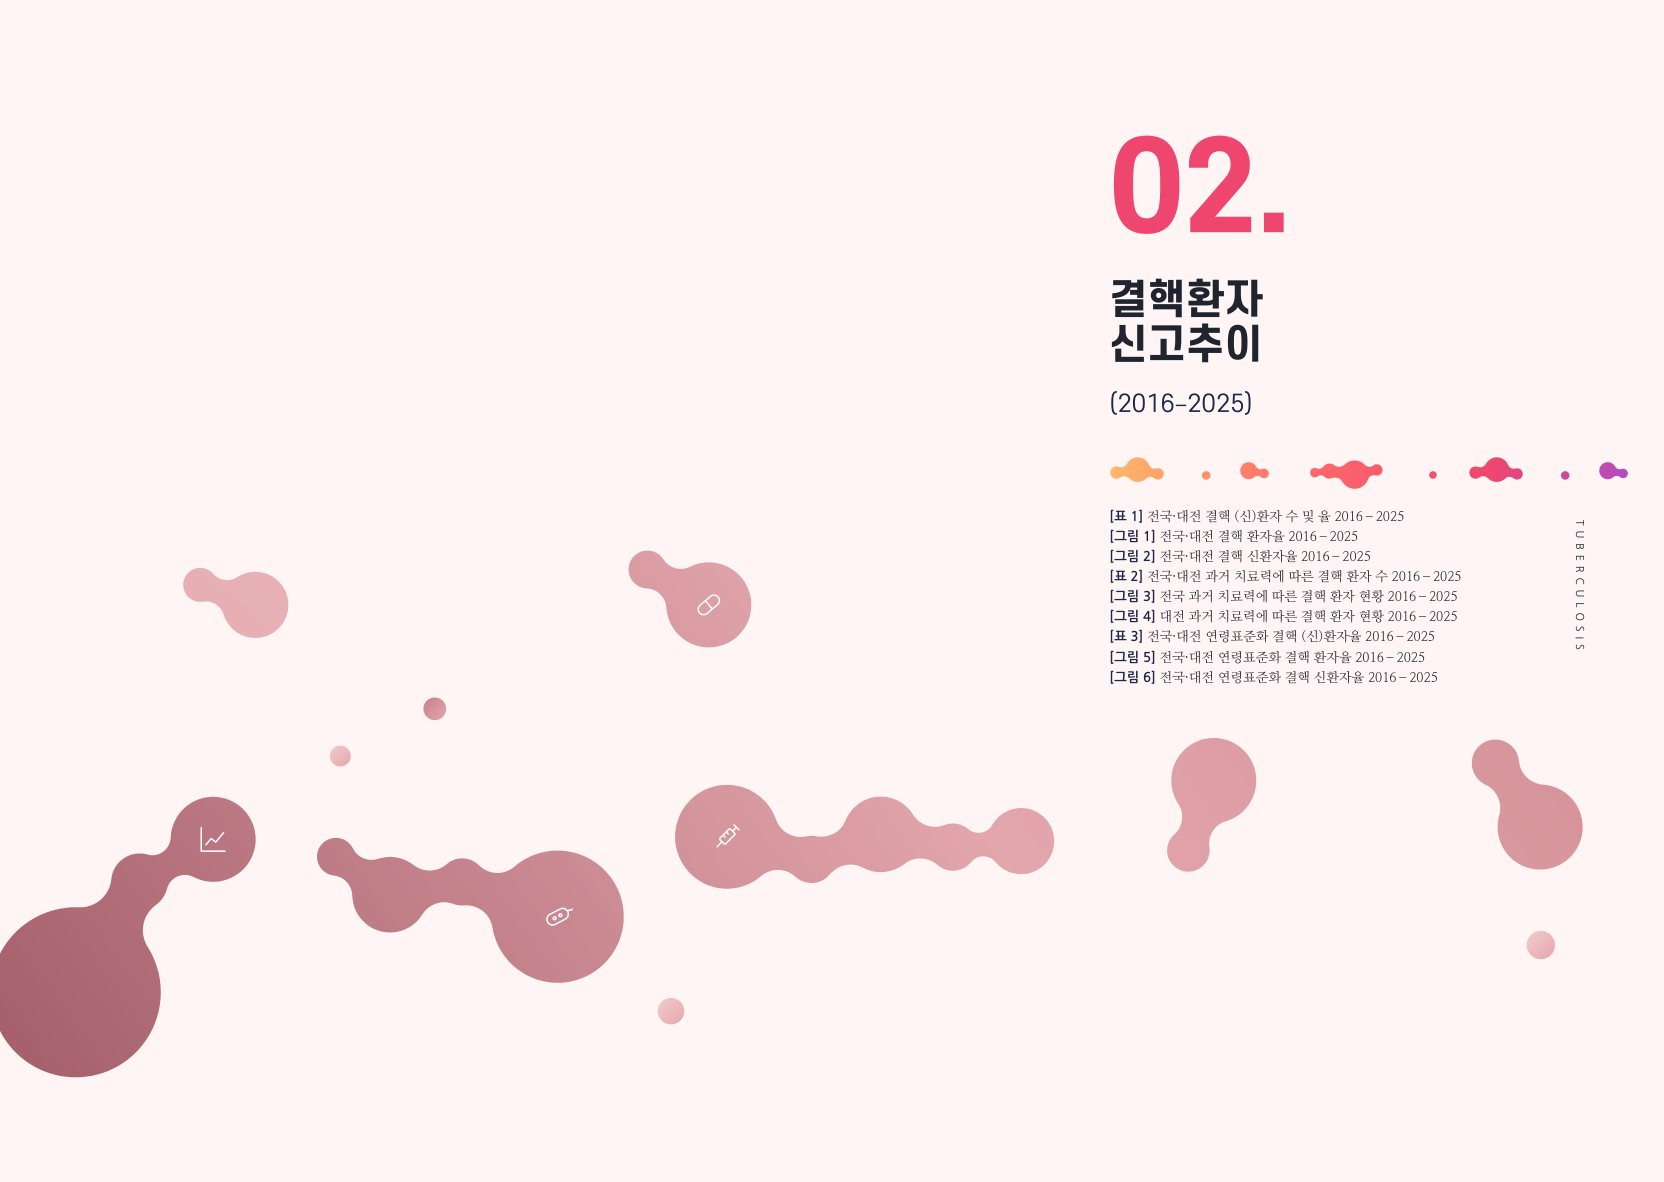 02.
결핵환자
신고추이
(2016-2025)
[표 1] 전국·대전 결핵 (신)환자 수 및 율 2016 – 2025
[그림 1] 전국·대전 결핵 환자율 2016 – 2025
[그림 2] 전국·대전 결핵 신환자율 2016 – 2025
[표 2] 전국·대전 과거 치료력에 따른 결핵 환자 수 2016 – 2025
[그림 3] 전국 과거 치료력에 따른 결핵 환자 현황 2016 – 2025
[그림 4] 대전 과거 치료력에 따른 결핵 환자 현황 2016 – 2025
[표 3] 전국·대전 연령표준화 결핵 (신)환자율 2016 – 2025
[그림 5] 전국·대전 연령표준화 결핵 환자율 2016 – 2025
[그림 6] 전국·대전 연령표준화 결핵 신환자율 2016 – 2025
TUBERCULOSIS